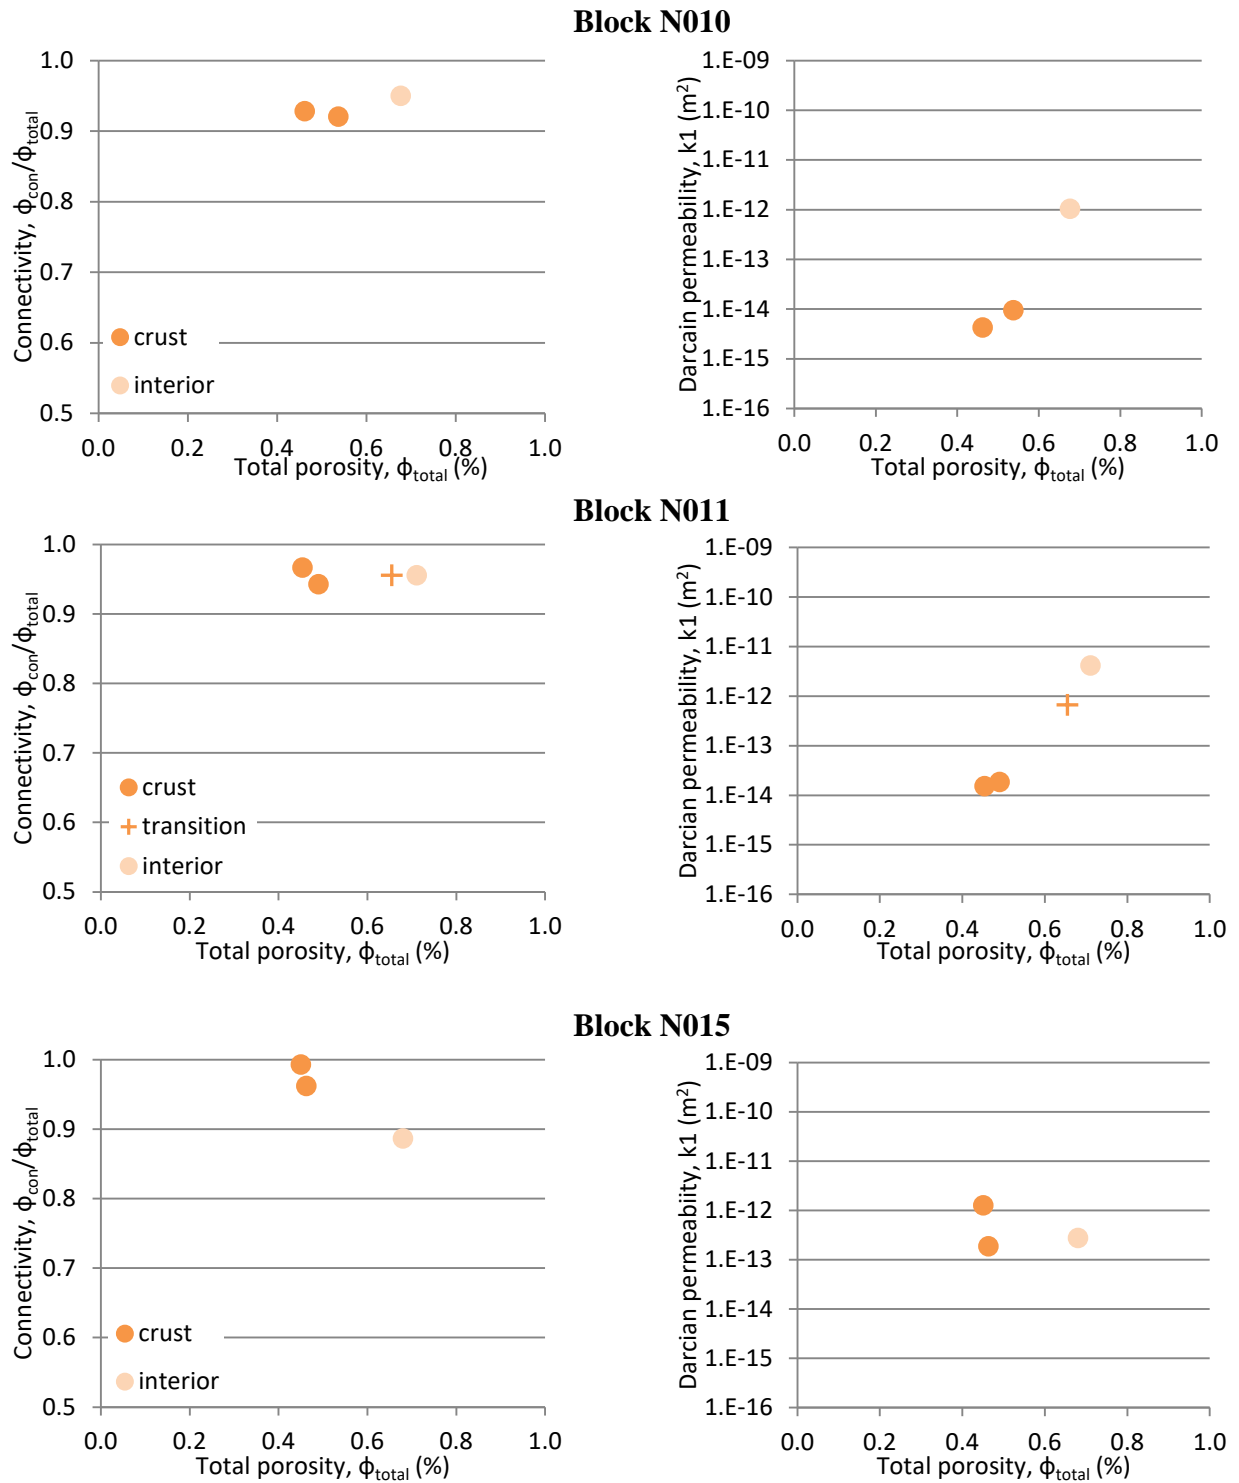 Block N010
Connectivity, ϕcon/ϕtotal
1.0
0.9
0.8
0.7
0.6
0.5
crust
interior
0.0 0.2 0.4 0.6 0.8 1.0
Total porosity, ϕtotal (%)
Darcain permeability, k1 (m²)
1.E-09
1.E-10
1.E-11
1.E-12
1.E-13
1.E-14
1.E-15
1.E-16
0.0 0.2 0.4 0.6 0.8 1.0
Total porosity, ϕtotal (%)
Block N011
Connectivity, ϕcon/ϕtotal
1.0
0.9
0.8
0.7
0.6
0.5
crust
transition
interior
0.0 0.2 0.4 0.6 0.8 1.0
Total porosity, ϕtotal (%)
Darcian permeability, k1 (m²)
1.E-09
1.E-10
1.E-11
1.E-12
1.E-13
1.E-14
1.E-15
1.E-16
0.0 0.2 0.4 0.6 0.8 1.0
Total porosity, ϕtotal (%)
Block N015
Connectivity, ϕcon/ϕtotal
1.0
0.9
0.8
0.7
0.6
0.5
crust
interior
0.0 0.2 0.4 0.6 0.8 1.0
Total porosity, ϕtotal (%)
Darcian permeabiity, k1 (m²)
1.E-09
1.E-10
1.E-11
1.E-12
1.E-13
1.E-14
1.E-15
1.E-16
0.0 0.2 0.4 0.6 0.8 1.0
Total porosity, ϕtotal (%)